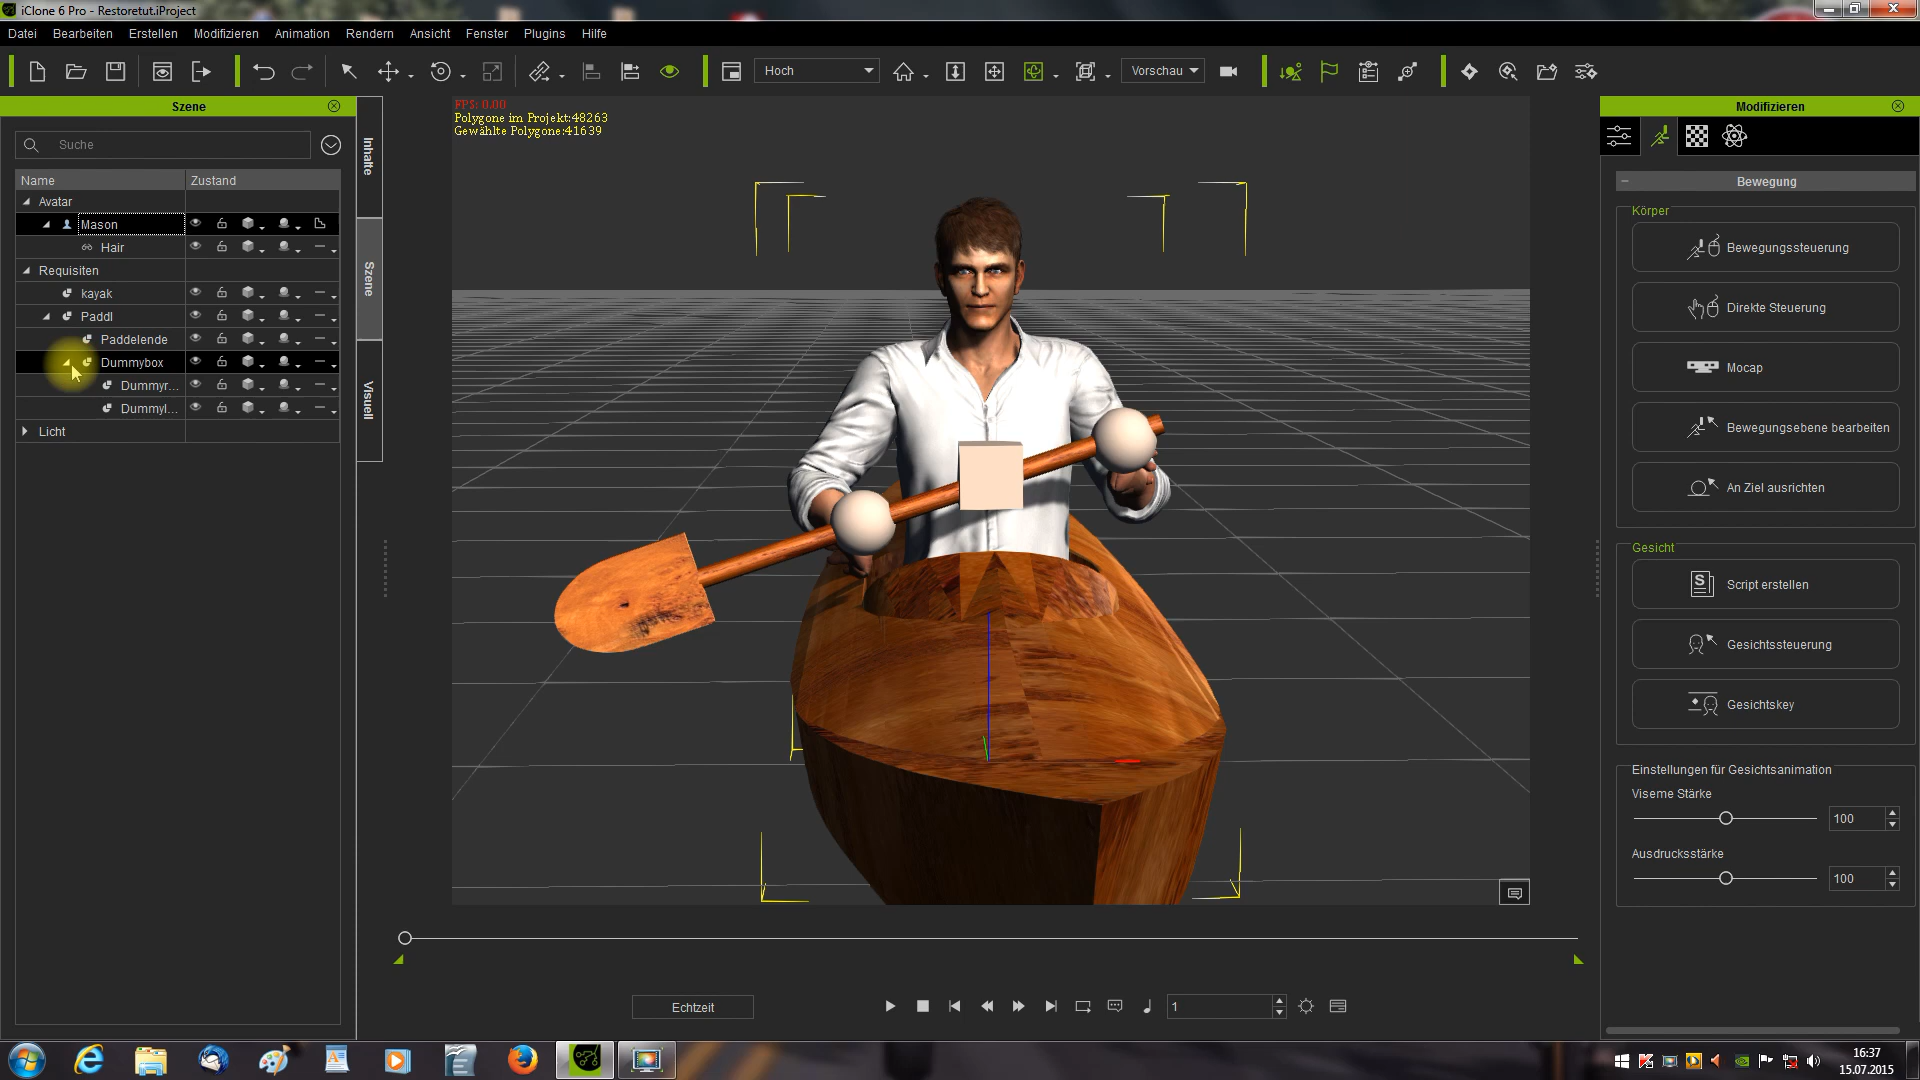 iClone 6 Pro - Restoretut.iProject
Datei Bearbeiten Erstellen Modifizieren Animation Rendern Ansicht Fenster Plugins Hilfe
Hoch
Vorschau
Szene
Suche
Name Zustand
Avatar
Mason
Hair
Requisiten
kayak
Paddl
Paddelende
Dummybox
Dummyr...
Dummyl...
Licht
Inhalte
Szene
Visuell
FPS: 0.00
Polygone im Projekt:48263
Gewählte Polygone:41639
Echtzeit
1
Modifizieren
Bewegung
Körper
Bewegungssteuerung
Direkte Steuerung
Mocap
Bewegungsebene bearbeiten
An Ziel ausrichten
Gesicht
Script erstellen
Gesichtssteuerung
Gesichtskey
Einstellungen für Gesichtsanimation
Viseme Stärke
100
Ausdrucksstärke
100
16:37
15.07.2015